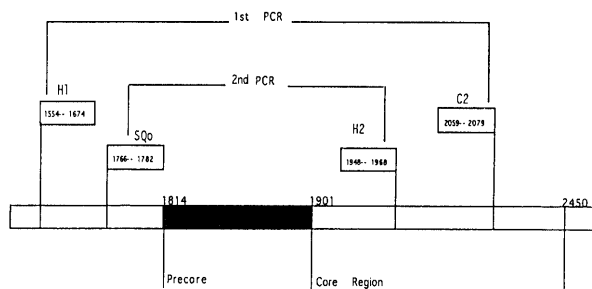 1st PCR
H1
1554-- 1674
2nd PCR
C2
2059-- 2079
SQo
1766-- 1782
H2
1948-- 1968
1814
1901
2450
Precore
Core Region